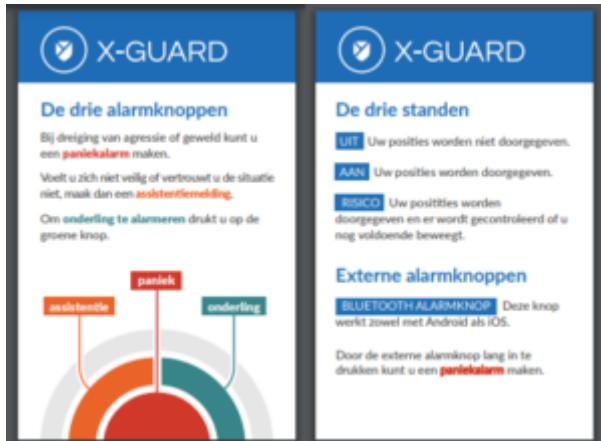 X-GUARD
De drie alarmknoppen
Bij dreiging van agressie of geweld kunt u
een paniekalarm maken.
Voelt u zich niet veilig of vertrouwt u de situatie
niet, maak dan een assistentiemelding.
Om onderling te alarmeren drukt u op de
groene knop.
paniek
assistentie
onderling
X-GUARD
De drie standen
UIT Uw posities worden niet doorgegeven.
AAN Uw posities worden doorgegeven.
RISICO Uw positities worden
doorgegeven en er wordt gecontroleerd of u
nog voldoende beweegt.
Externe alarmknoppen
BLUETOOTH ALARMKNOP Deze knop
werkt zowel met Android als iOS.
Door de externe alarmknop lang in te
drukken kunt u een paniekalarm maken.